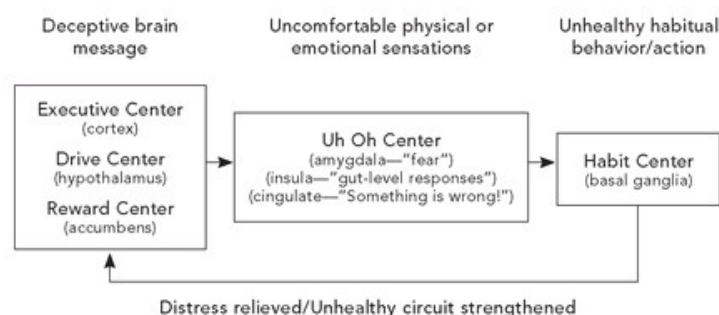 Deceptive brain
message
Uncomfortable physical or
emotional sensations
Unhealthy habitual
behavior/action
Executive Center
(cortex)
Drive Center
(hypothalamus)
Reward Center
(accumbens)
Uh Oh Center
(amygdala—“fear”)
(insula—“gut-level responses”)
(cingulate—“Something is wrong!”)
Habit Center
(basal ganglia)
Distress relieved/Unhealthy circuit strengthened